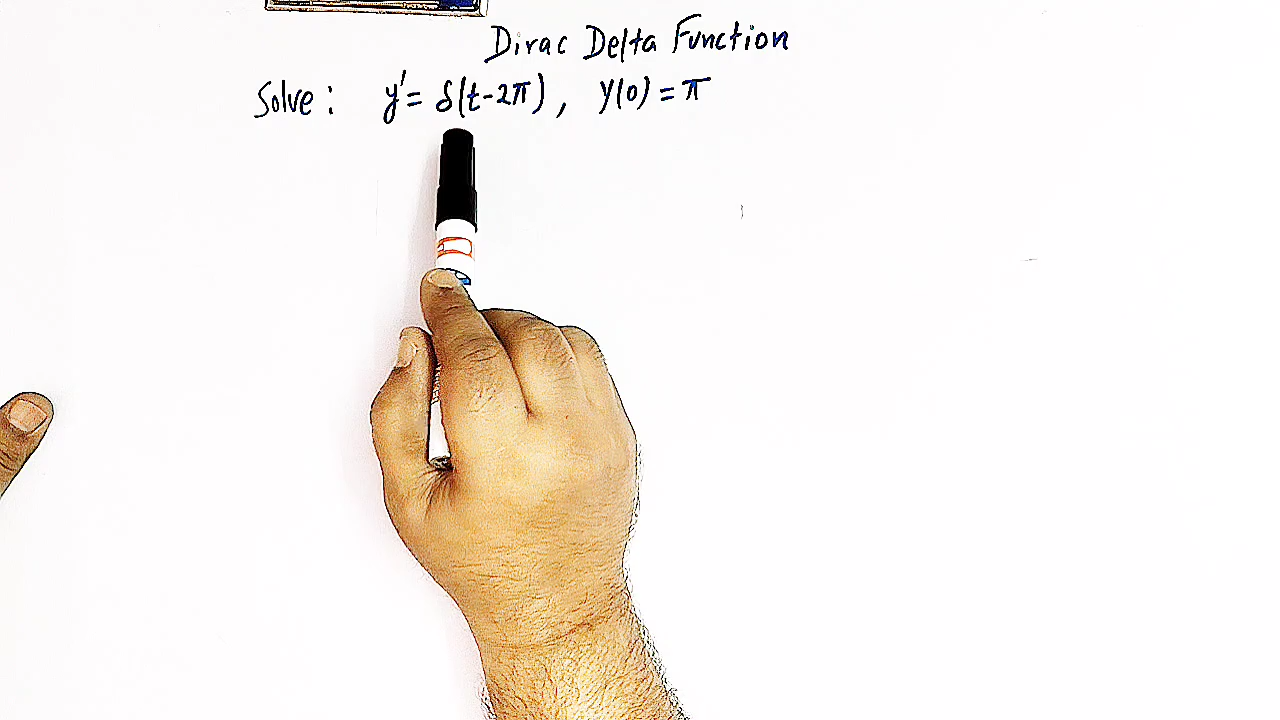 Dirac Delta Function
Solve : y' = δ(t-2π) , y(0) = π